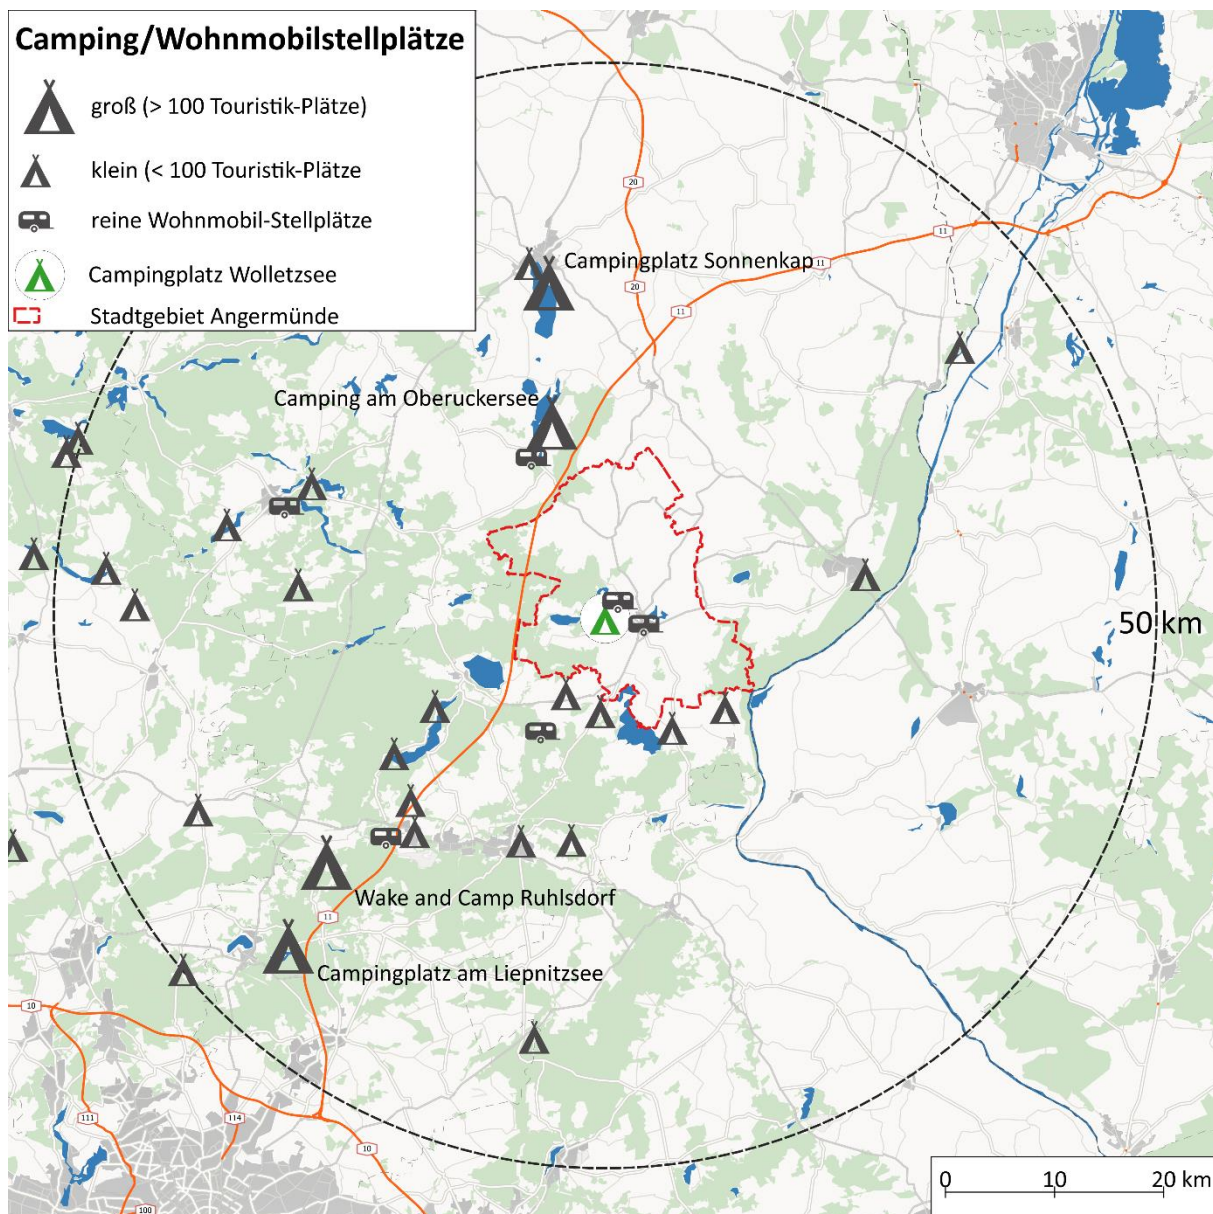 Camping/Wohnmobilstellplätze
groß (> 100 Touristik-Plätze)
klein (< 100 Touristik-Plätze
reine Wohnmobil-Stellplätze
Campingplatz Wolletzsee
Stadtgebiet Angermünde
20
11
Campingplatz Sonnenkap
11
20
11
Camping am Oberuckersee
50 km
Wake and Camp Ruhlsdorf
11
Campingplatz am Liepnitzsee
10
111
114
10
100
0 10 20 km